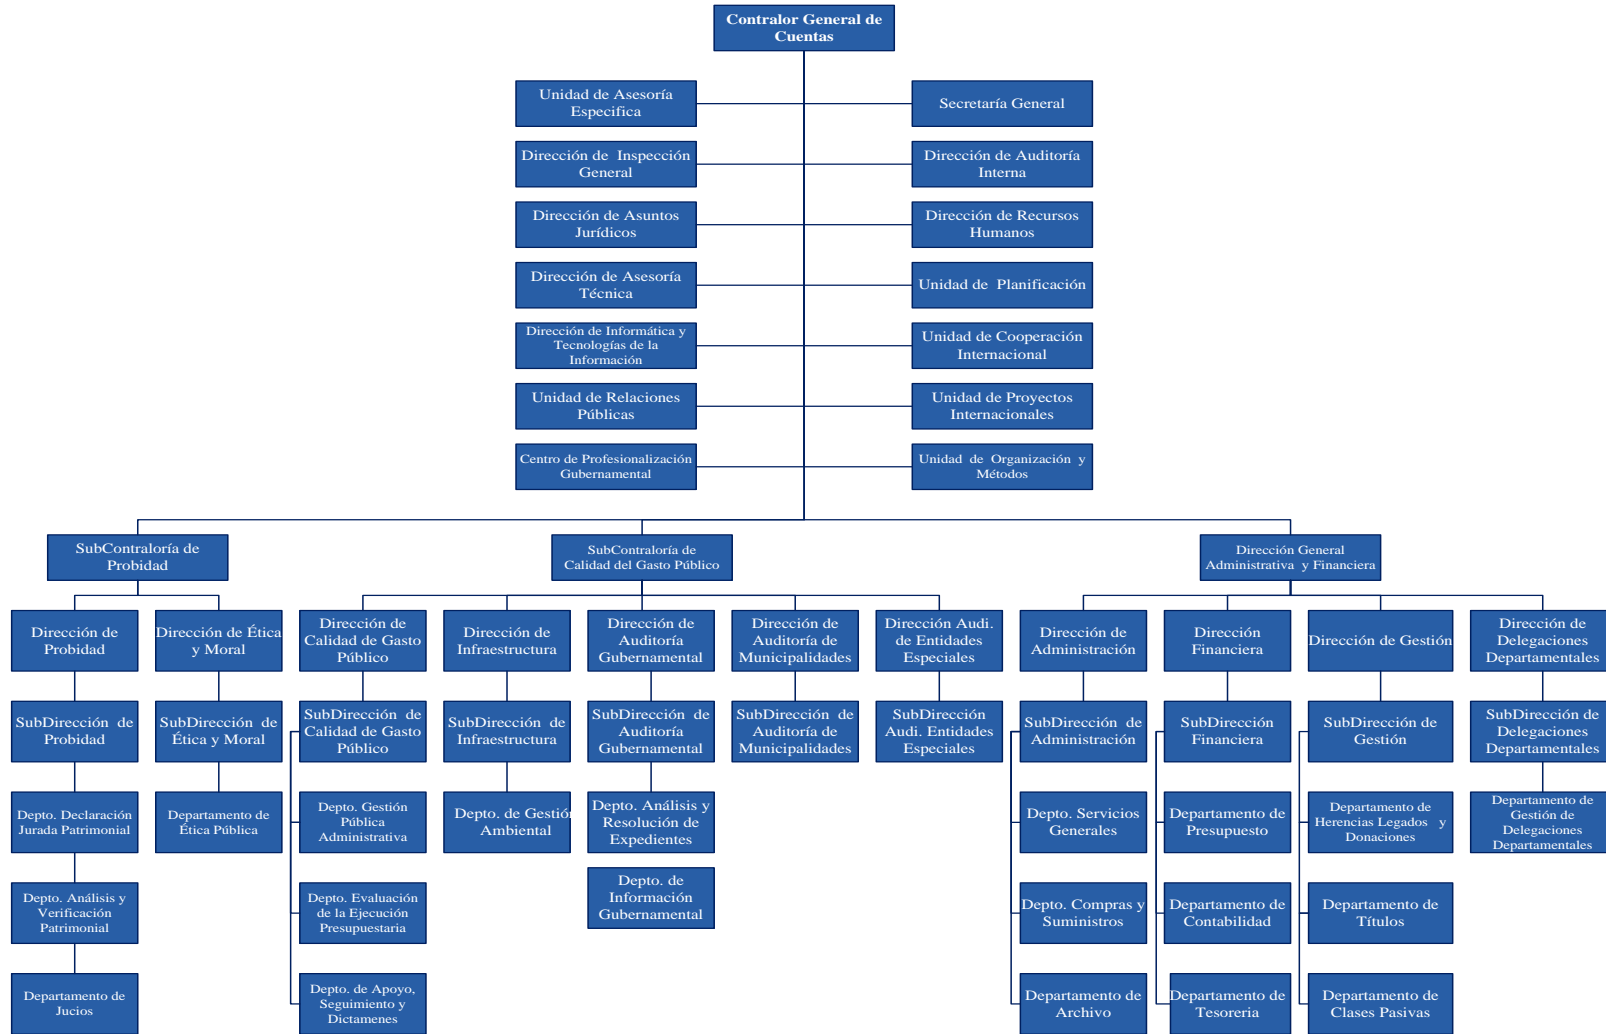 Contralor General de
Cuentas
Unidad de Asesoría
Especifica
Secretaría General
Dirección de Inspección
General
Dirección de Auditoría
Interna
Dirección de Asuntos
Jurídicos
Dirección de Recursos
Humanos
Dirección de Asesoría
Técnica
Unidad de Planificación
Dirección de Informática y
Tecnologías de la
Información
Unidad de Cooperación
Internacional
Unidad de Relaciones
Públicas
Unidad de Proyectos
Internacionales
Centro de Profesionalización
Gubernamental
Unidad de Organización y
Métodos
SubContraloría de
Probidad
SubContraloría de
Calidad del Gasto Público
Dirección General
Administrativa y Financiera
Dirección de
Probidad
Dirección de Ética
y Moral
Dirección de
Calidad de Gasto
Público
Dirección de
Infraestructura
Dirección de
Auditoría
Gubernamental
Dirección de
Auditoría de
Municipalidades
Dirección Audi.
de Entidades
Especiales
Dirección de
Administración
Dirección
Financiera
Dirección de Gestión
Dirección de
Delegaciones
Departamentales
SubDirección de
Probidad
SubDirección de
Ética y Moral
SubDirección de
Calidad de Gasto
Público
SubDirección de
Infraestructura
SubDirección de
Auditoría
Gubernamental
SubDirección de
Auditoría de
Municipalidades
SubDirección
Audi. Entidades
Especiales
SubDirección de
Administración
SubDirección
Financiera
SubDirección de
Gestión
SubDirección de
Delegaciones
Departamentales
Depto. Declaración
Jurada Patrimonial
Departamento de
Ética Pública
Depto. Gestión
Pública
Administrativa
Depto. de Gestión
Ambiental
Depto. Análisis y
Resolución de
Expedientes
Depto. Servicios
Generales
Departamento de
Presupuesto
Departamento de
Herencias Legados y
Donaciones
Departamento de
Gestión de
Delegaciones
Departamentales
Depto. Análisis y
Verificación
Patrimonial
Depto. Evaluación
de la Ejecución
Presupuestaria
Depto. de
Información
Gubernamental
Depto. Compras y
Suministros
Departamento de
Contabilidad
Departamento de
Títulos
Departamento de
Jucios
Depto. de Apoyo,
Seguimiento y
Dictamenes
Departamento de
Archivo
Departamento de
Tesoreria
Departamento de
Clases Pasivas